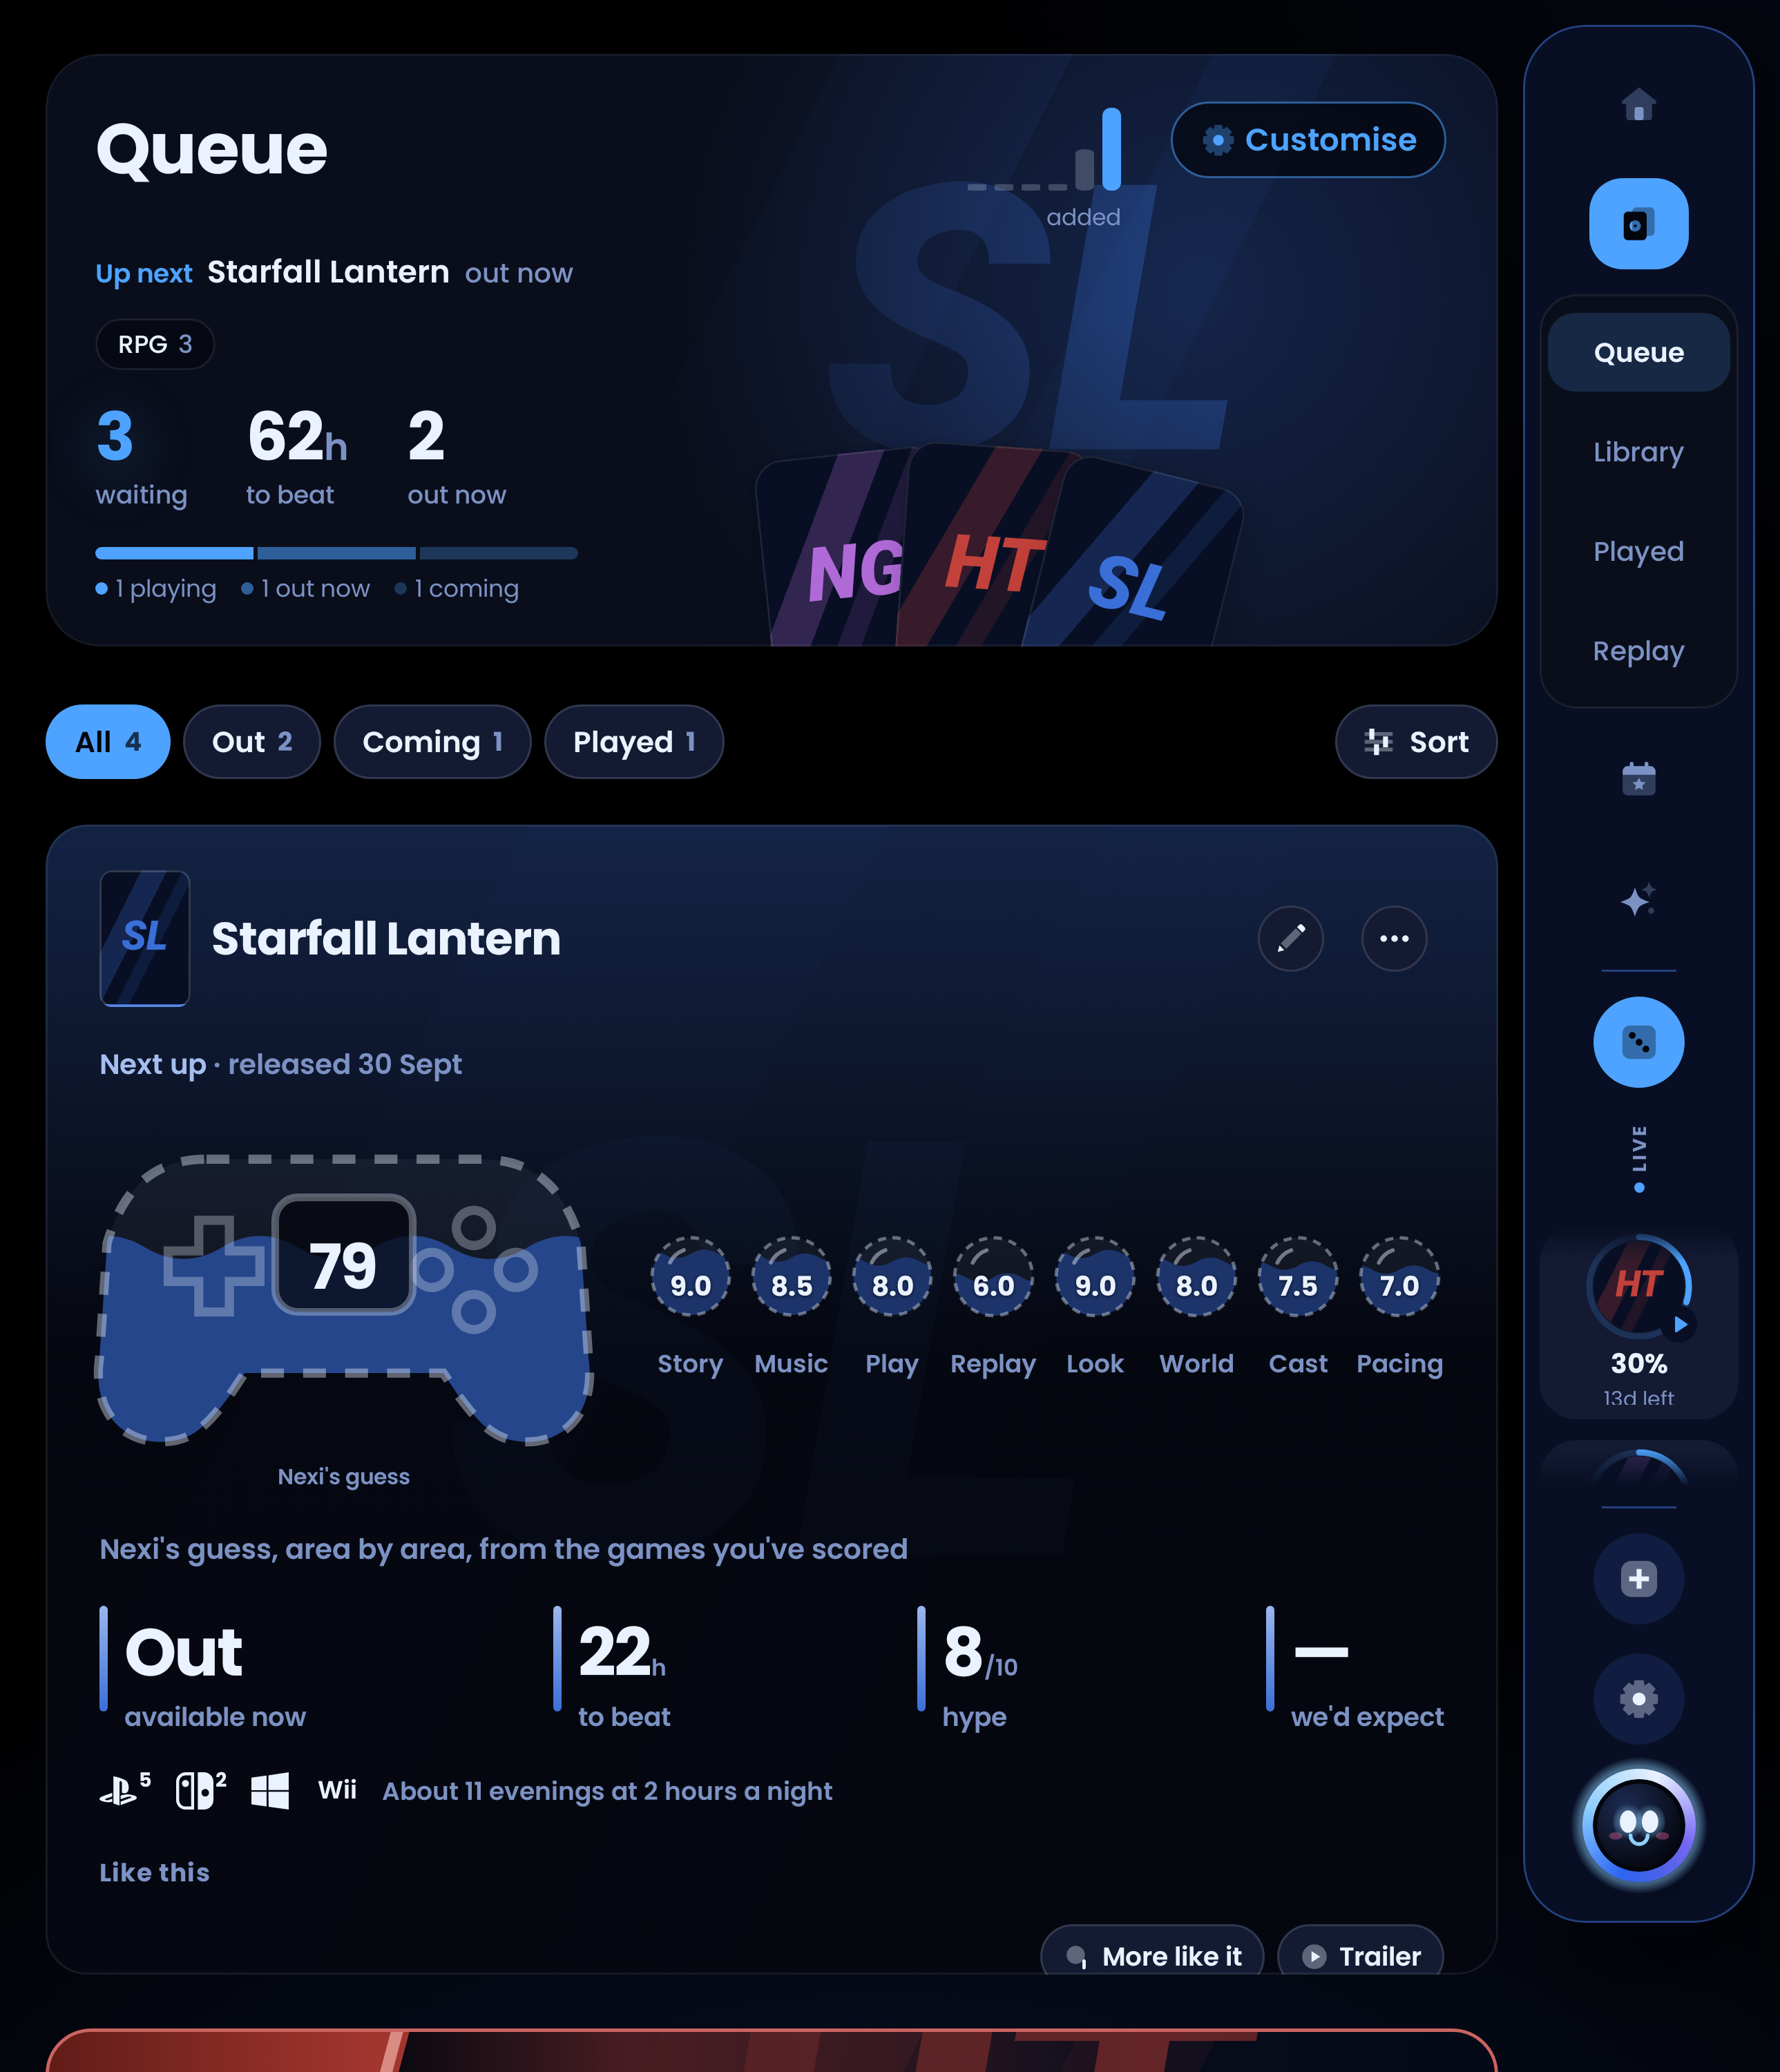 Queue
added
Customise
Up next Starfall Lantern out now
RPG 3
3 62h 2
waiting to beat out now
1 playing 1 out now 1 coming
SL
NG HT SL
All 4 Out 2 Coming 1 Played 1 Sort
SL Starfall Lantern
Next up · released 30 Sept
SL
79
9.0 8.5 8.0 6.0 9.0 8.0 7.5 7.0
Story Music Play Replay Look World Cast Pacing
Nexi's guess
Nexi's guess, area by area, from the games you've scored
Out 22h 8/10 —
available now to beat hype we'd expect
5 2 Wii About 11 evenings at 2 hours a night
Like this
More like it Trailer
HT
Queue
Library
Played
Replay
LIVE
HT
30%
13d left